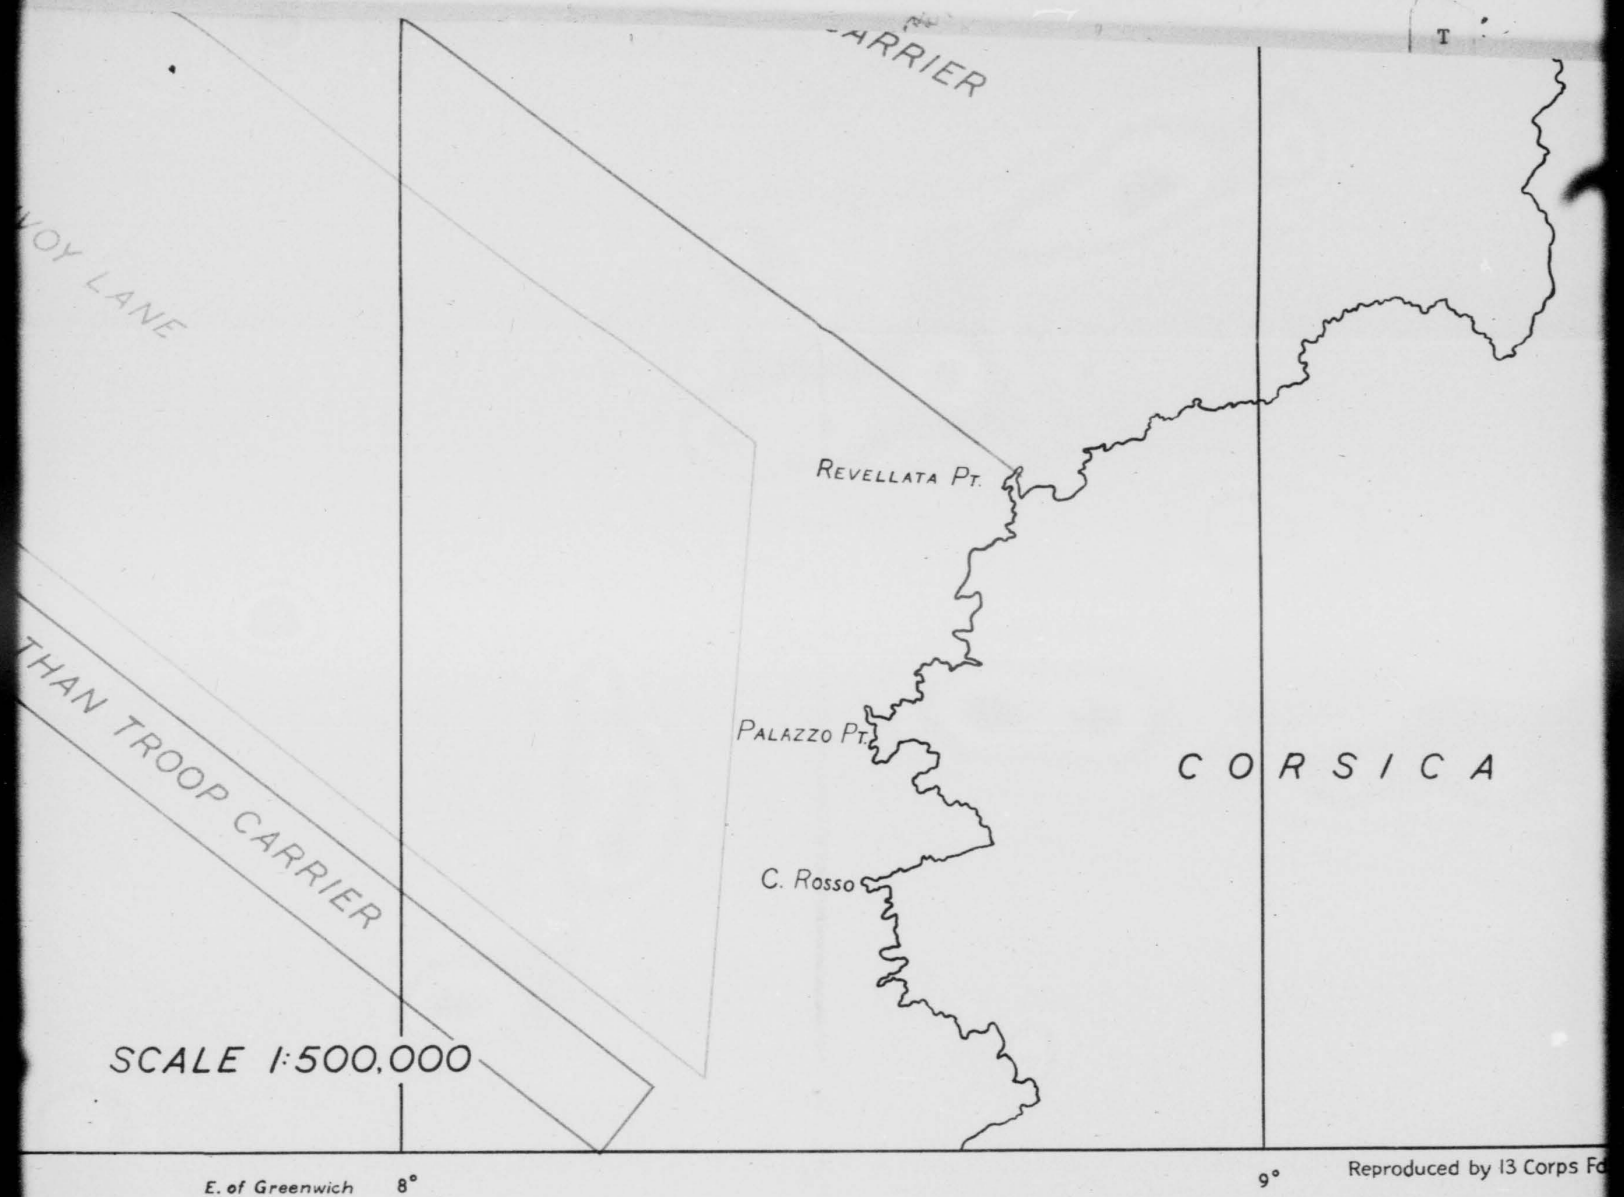 T
CARRIER
VOY LANE
REVELLATA PT.
THAN TROOP CARRIER
PALAZZO PT.
CORSICA
C. ROSSO
SCALE 1:500,000
E. of Greenwich 8° 9°
Reproduced by 13 Corps Fd